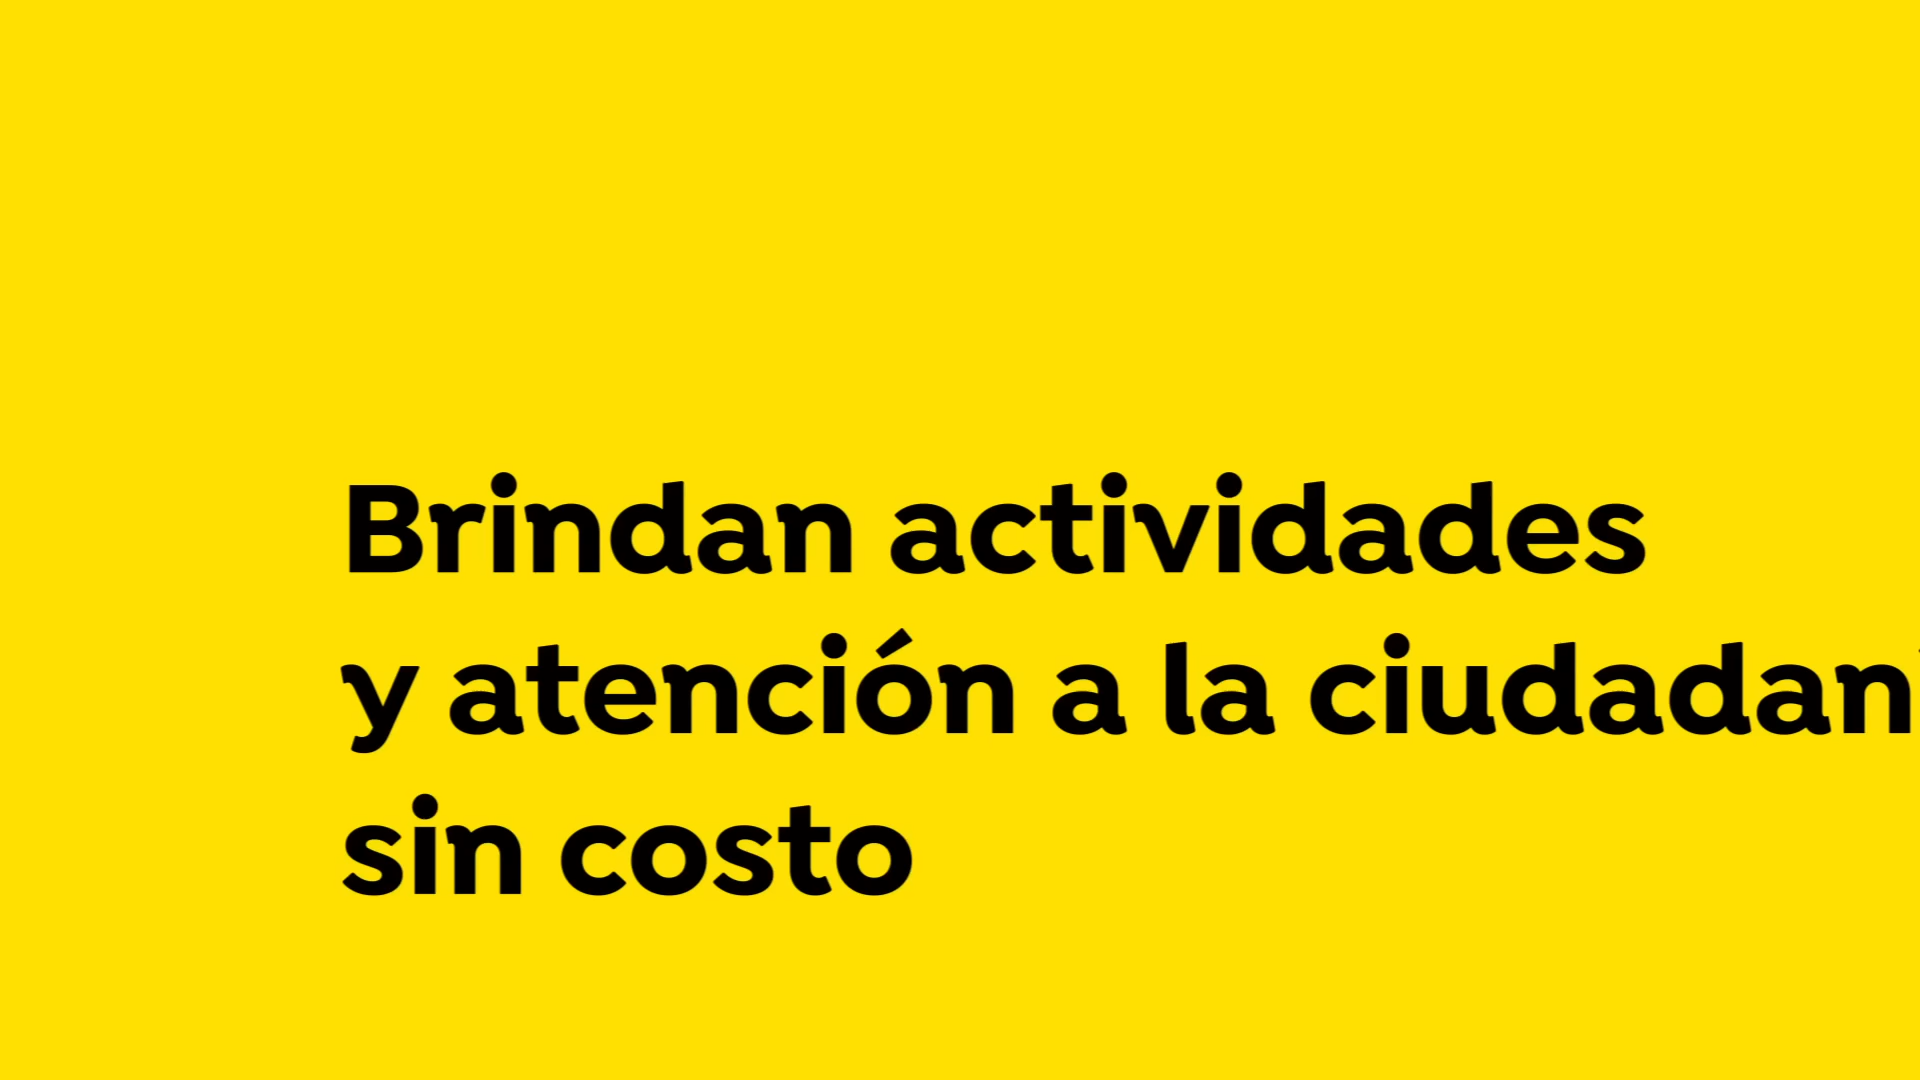 Brindan actividades
y atención a la ciudadan
sin costo